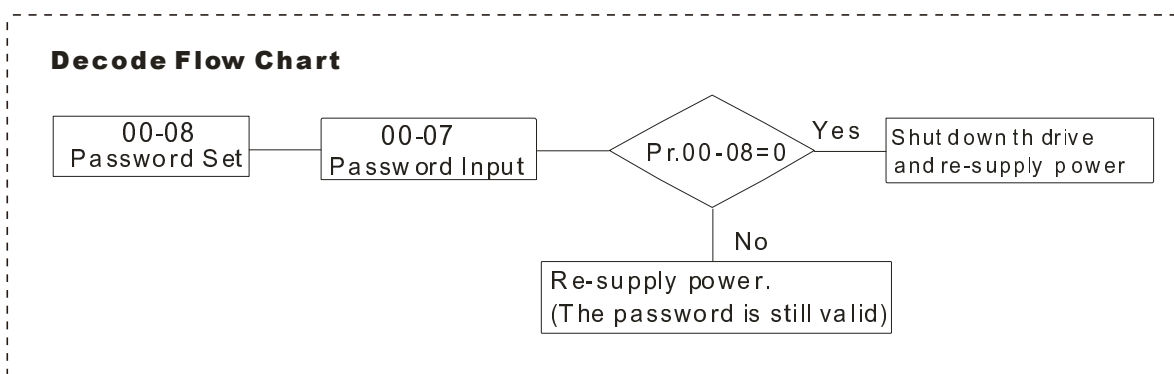 Decode Flow Chart
00-08
Password Set
00-07
Password Input
Pr.00-08=0
Yes
Shut down th drive
and re-supply power
No
Re-supply power.
(The password is still valid)